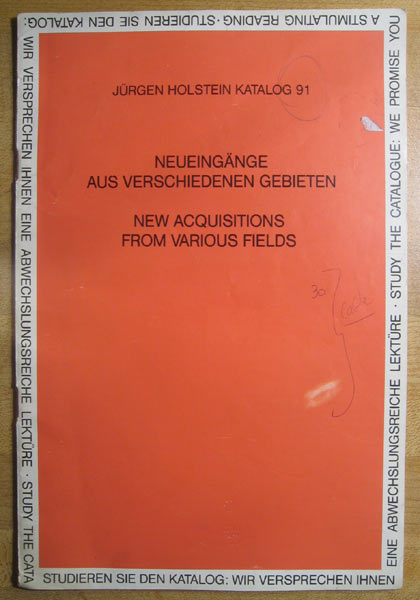 JÜRGEN HOLSTEIN KATALOG 91
NEUEINGÄNGE
AUS VERSCHIEDENEN GEBIETEN
NEW ACQUISITIONS
FROM VARIOUS FIELDS
STUDIEREN SIE DEN KATALOG: WIR VERSPRECHEN IHNEN
EINE ABWECHSLUNGSREICHE LEKTÜRE · STUDY THE CATALOGUE: WE PROMISE YOU
A STIMULATING READING · STUDIEREN SIE DEN KATALOG:
WIR VERSPRECHEN IHNEN EINE ABWECHSLUNGSREICHE LEKTÜRE · STUDY THE CATA